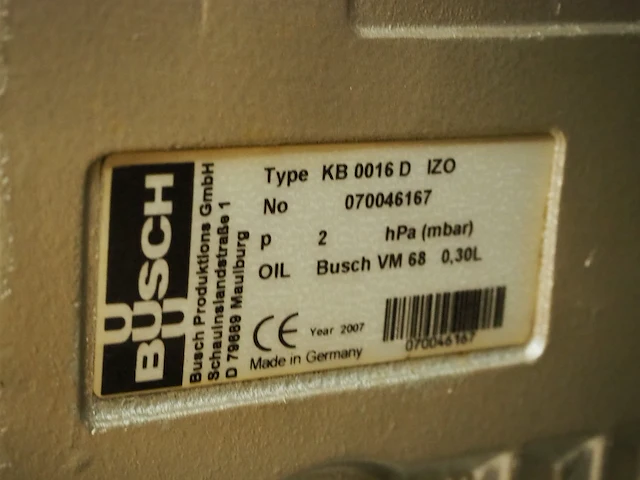 BUSCH
Busch Produktions GmbH
Schauinslandstraße 1
D 79689 Maulburg
Type KB 0016 D IZO
No 070046167
p 2 hPa (mbar)
OIL Busch VM 68 0,30L
CE Year 2007
Made in Germany
070046167